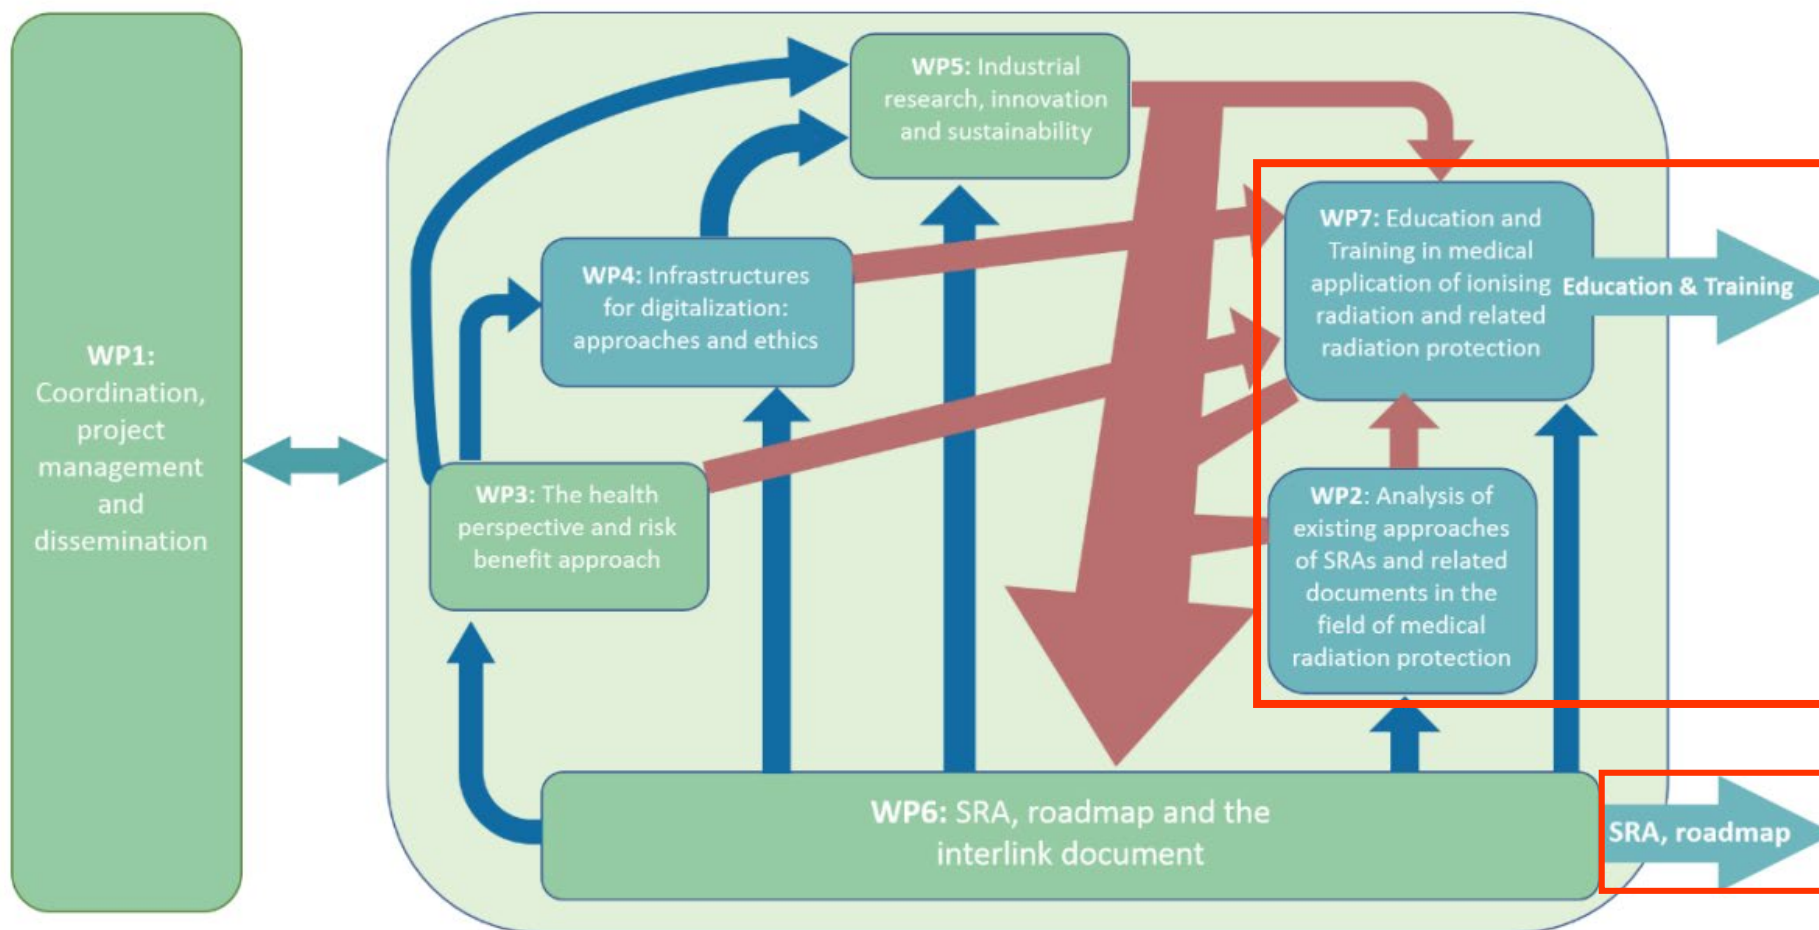 WP1:
Coordination,
project
management
and
dissemination
WP5: Industrial
research, innovation
and sustainability
WP4: Infrastructures
for digitalization:
approaches and ethics
WP3: The health
perspective and risk
benefit approach
WP7: Education and
Training in medical
application of ionising
radiation and related
radiation protection
Education & Training
WP2: Analysis of
existing approaches
of SRAs and related
documents in the
field of medical
radiation protection
WP6: SRA, roadmap and the
interlink document
SRA, roadmap